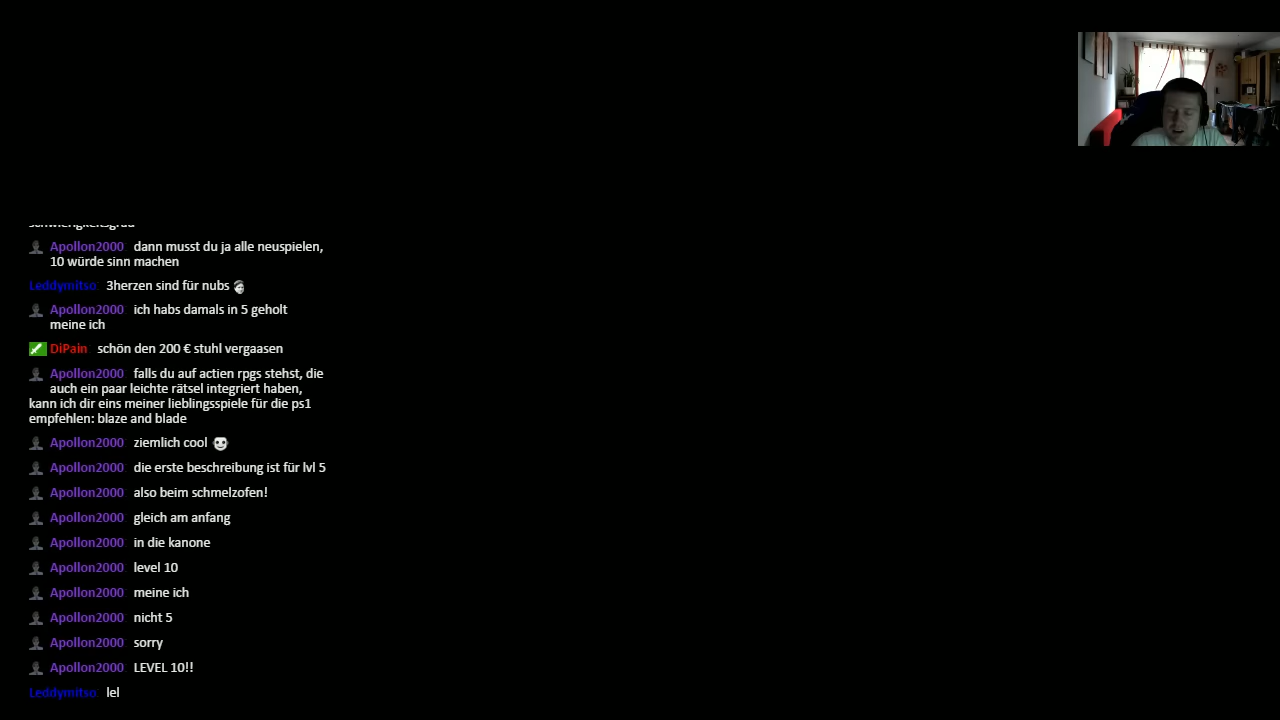 schwierigkeitsgrad
Apollon2000 dann musst du ja alle neuspielen,
10 würde sinn machen
Leddymitso 3herzen sind für nubs
Apollon2000 ich habs damals in 5 geholt
meine ich
DiPain schön den 200 € stuhl vergaasen
Apollon2000 falls du auf actien rpgs stehst, die
auch ein paar leichte rätsel integriert haben,
kann ich dir eins meiner lieblingsspiele für die ps1
empfehlen: blaze and blade
Apollon2000 ziemlich cool
Apollon2000 die erste beschreibung ist für lvl 5
Apollon2000 also beim schmelzofen!
Apollon2000 gleich am anfang
Apollon2000 in die kanone
Apollon2000 level 10
Apollon2000 meine ich
Apollon2000 nicht 5
Apollon2000 sorry
Apollon2000 LEVEL 10!!
Leddymitso lel